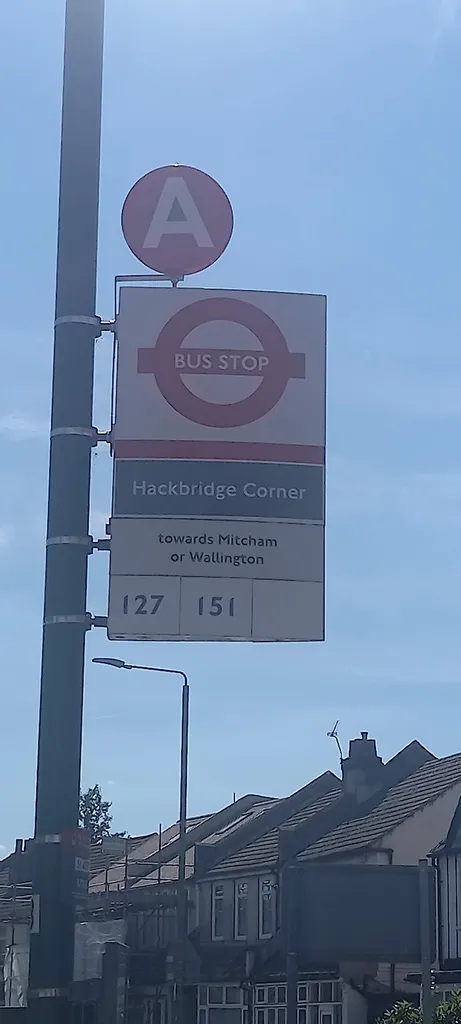 A
BUS STOP
Hackbridge Corner
towards Mitcham
or Wallington
127 151